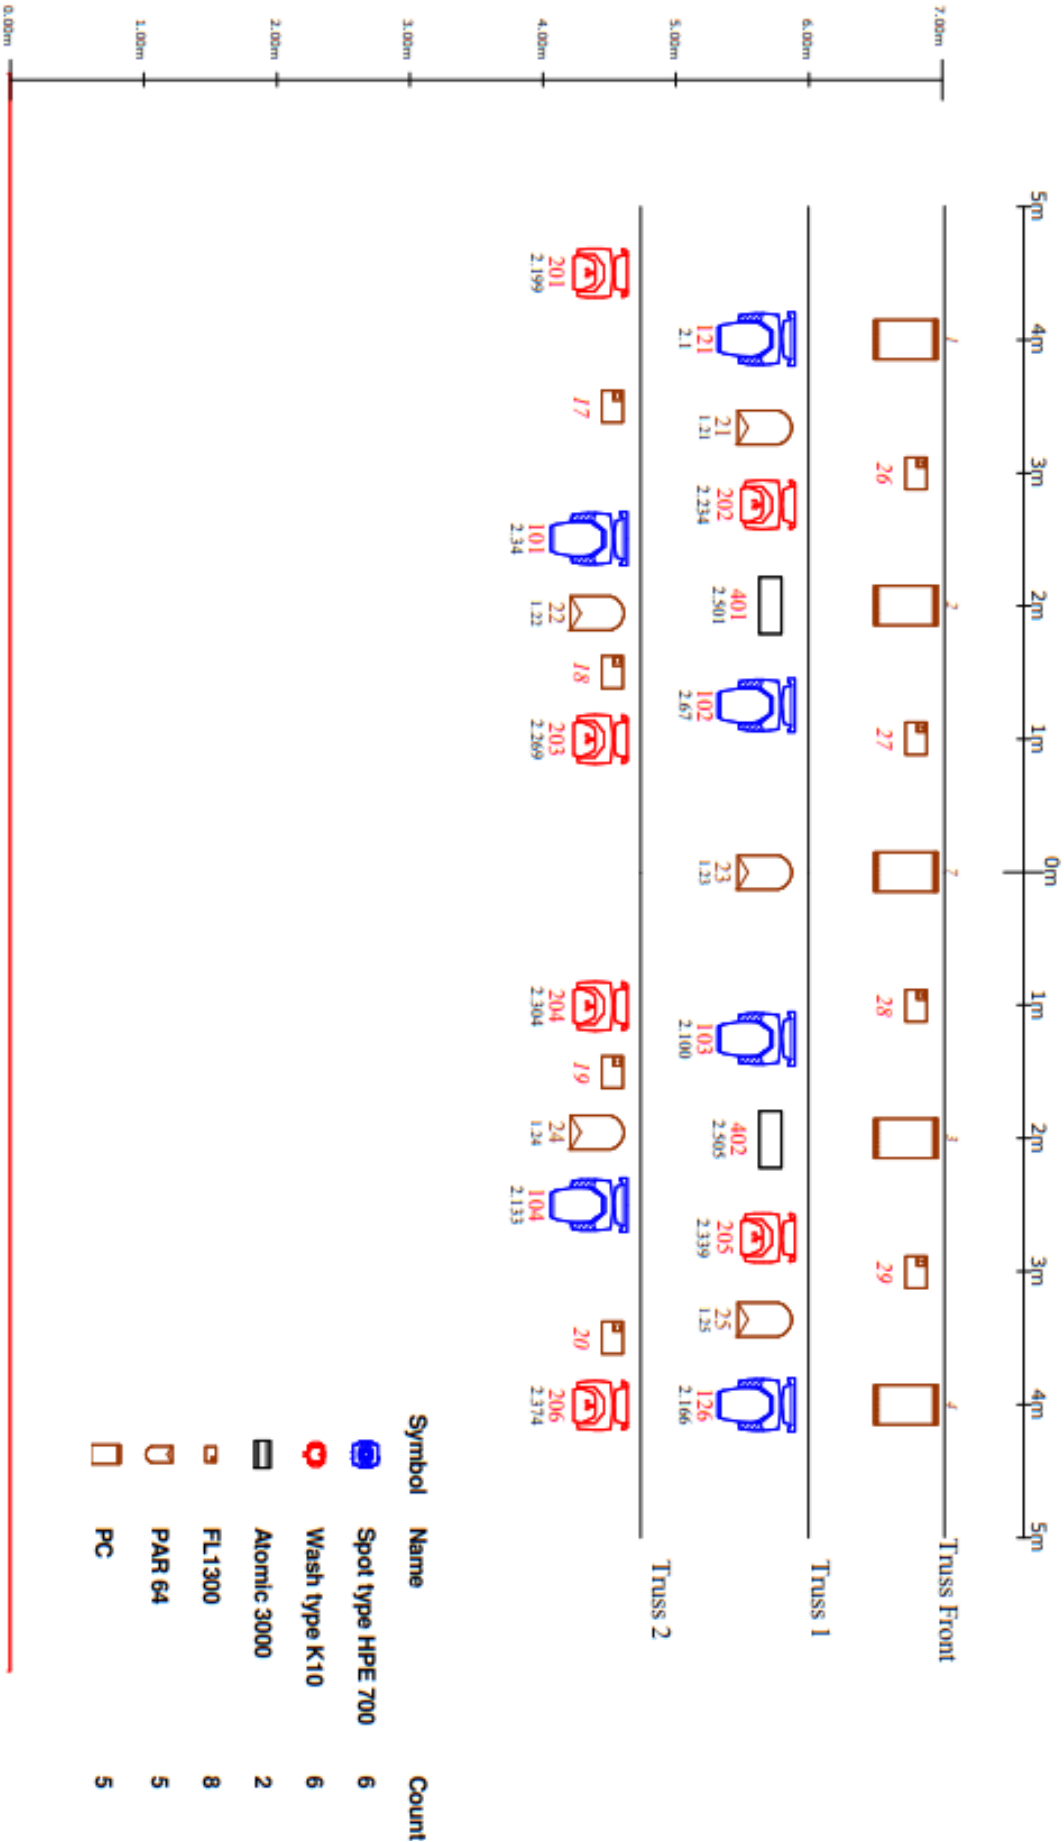 5m 4m 3m 2m 1m 0m 1m 2m 3m 4m 5m
7.00m
1 2 7 3 4
Truss Front
26 27 28 29
6.00m
Truss 1
121 21 202 401 102 23 103 402 205 25 126
2.1 1.21 2.234 2.501 2.67 1.23 2.100 2.505 2.339 1.25 2.166
5.00m
Truss 2
4.00m
201 17 101 22 18 203 204 19 24 104 20 206
2.199 2.34 1.22 2.269 2.304 1.24 2.133 2.374
3.00m
2.00m
1.00m
0.00m
Symbol Name Count
Spot type HPE 700 6
Wash type K10 6
Atomic 3000 2
FL1300 8
PAR 64 5
PC 5